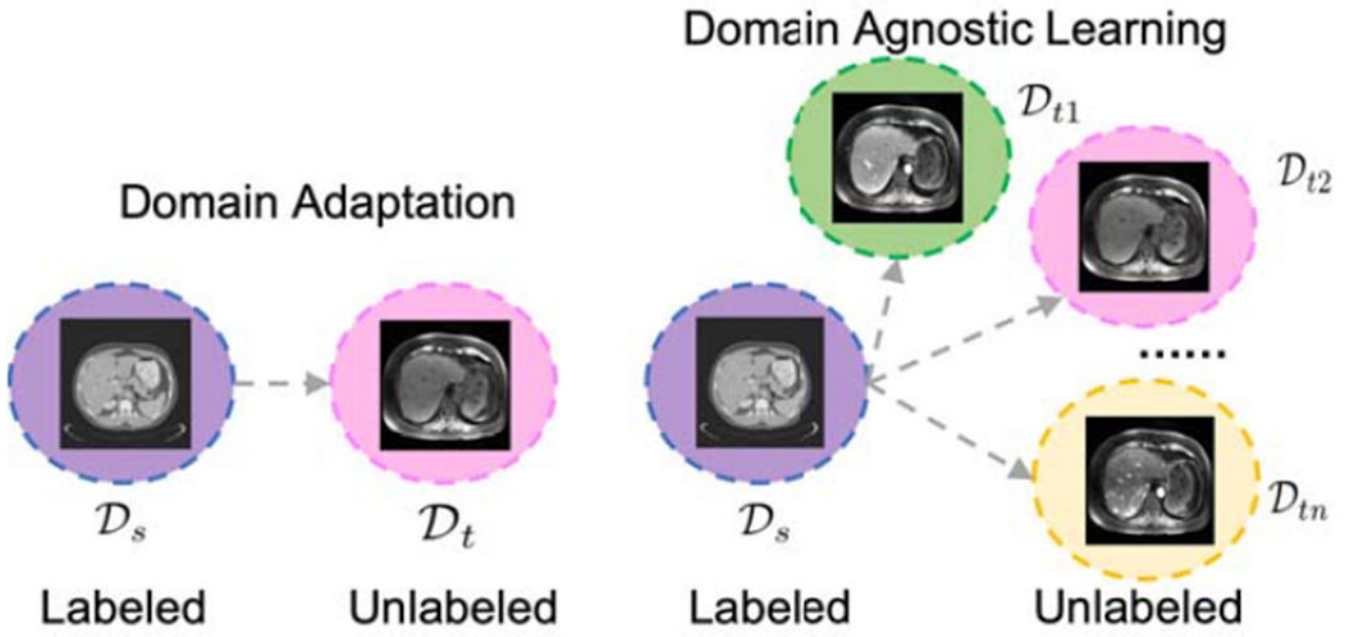 Domain Adaptation
𝒟s
𝒟t
Labeled
Unlabeled
Domain Agnostic Learning
𝒟t1
𝒟t2
......
𝒟s
𝒟tn
Labeled
Unlabeled